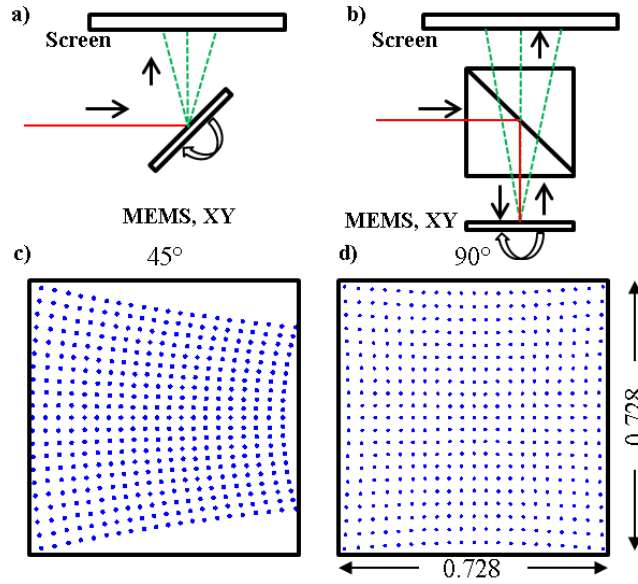 a)
Screen
MEMS, XY
b)
Screen
MEMS, XY
c)
45°
d)
90°
0.728
0.728